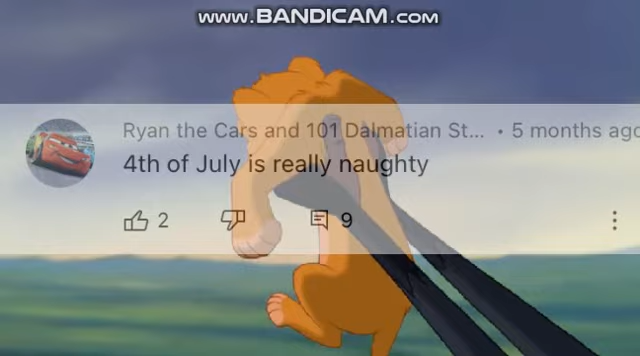 www.BANDICAM.com
Ryan the Cars and 101 Dalmatian St... • 5 months ago
4th of July is really naughty
2 9